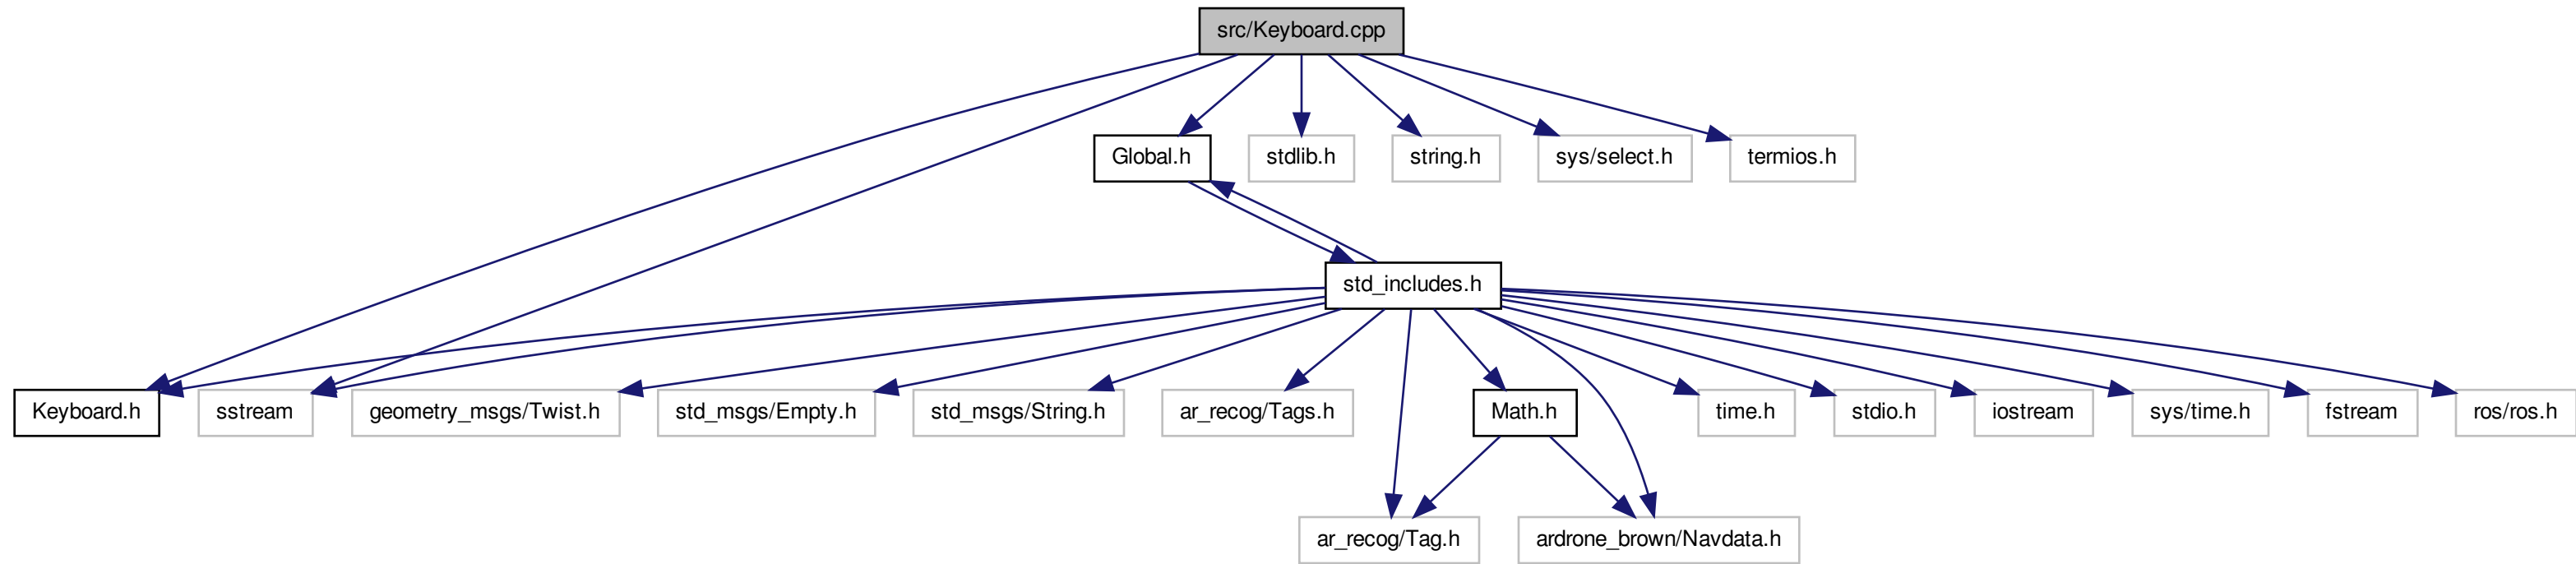 src/Keyboard.cpp
Global.h
stdlib.h
string.h
sys/select.h
termios.h
std_includes.h
Keyboard.h
sstream
geometry_msgs/Twist.h
std_msgs/Empty.h
std_msgs/String.h
ar_recog/Tags.h
Math.h
time.h
stdio.h
iostream
sys/time.h
fstream
ros/ros.h
ar_recog/Tag.h
ardrone_brown/Navdata.h